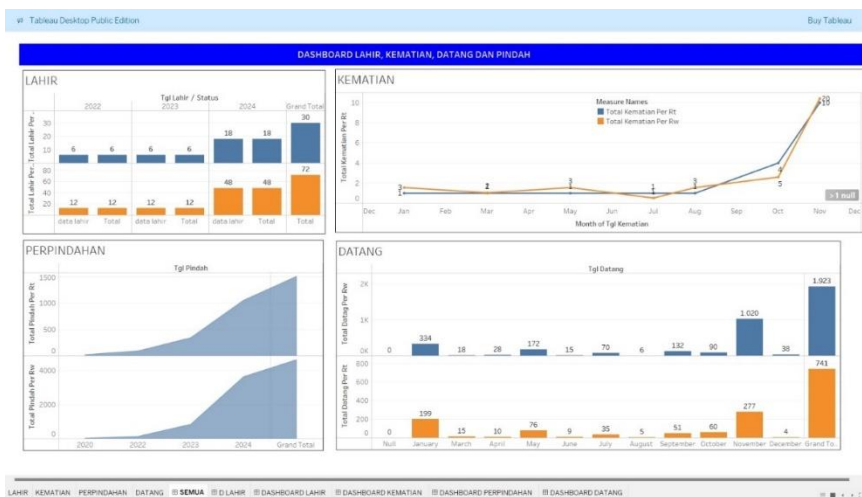 Tableau Desktop Public Edition
Buy Tableau
DASHBOARD LAHIR, KEMATIAN, DATANG DAN PINDAH
LAHIR
Tgl Lahir / Status
2022 2023 2024 Grand Total
Total Lahir Per..
30
20
10
6 6 6 6 18 18 30
Total Lahir Per..
80
60
40
20
12 12 12 12 48 48 72
data lahir Total data lahir Total data lahir Total Total
KEMATIAN
Total Kematian Per Rt
10
8
6
4
2
0
Measure Names
Total Kematian Per Rt
Total Kematian Per Rw
3 3 1 3 4 20
1 5 10
>1 null
Dec Jan Feb Mar Apr May Jun Jul Aug Sep Oct Nov Dec
Month of Tgl Kematian
PERPINDAHAN
Tgl Pindah
Total Pindah Per Rt
1500
1000
500
0
Total Pindah Per Rw
4000
2000
0
2020 2022 2023 2024 Grand Total
DATANG
Tgl Datang
Total Datag Per Rw
2K
1K
0K
0 334 18 28 172 15 70 6 132 90 1.020 38 1.923
Total Datang Per Rt
800
600
400
200
0
0 199 15 10 76 9 35 5 51 60 277 4 741
Null January March April May June July August September October November December Grand To..
LAHIR KEMATIAN PERPINDAHAN DATANG SEMUA D LAHIR DASHBOARD LAHIR DASHBOARD KEMATIAN DASHBOARD PERPINDAHAN DASHBOARD DATANG